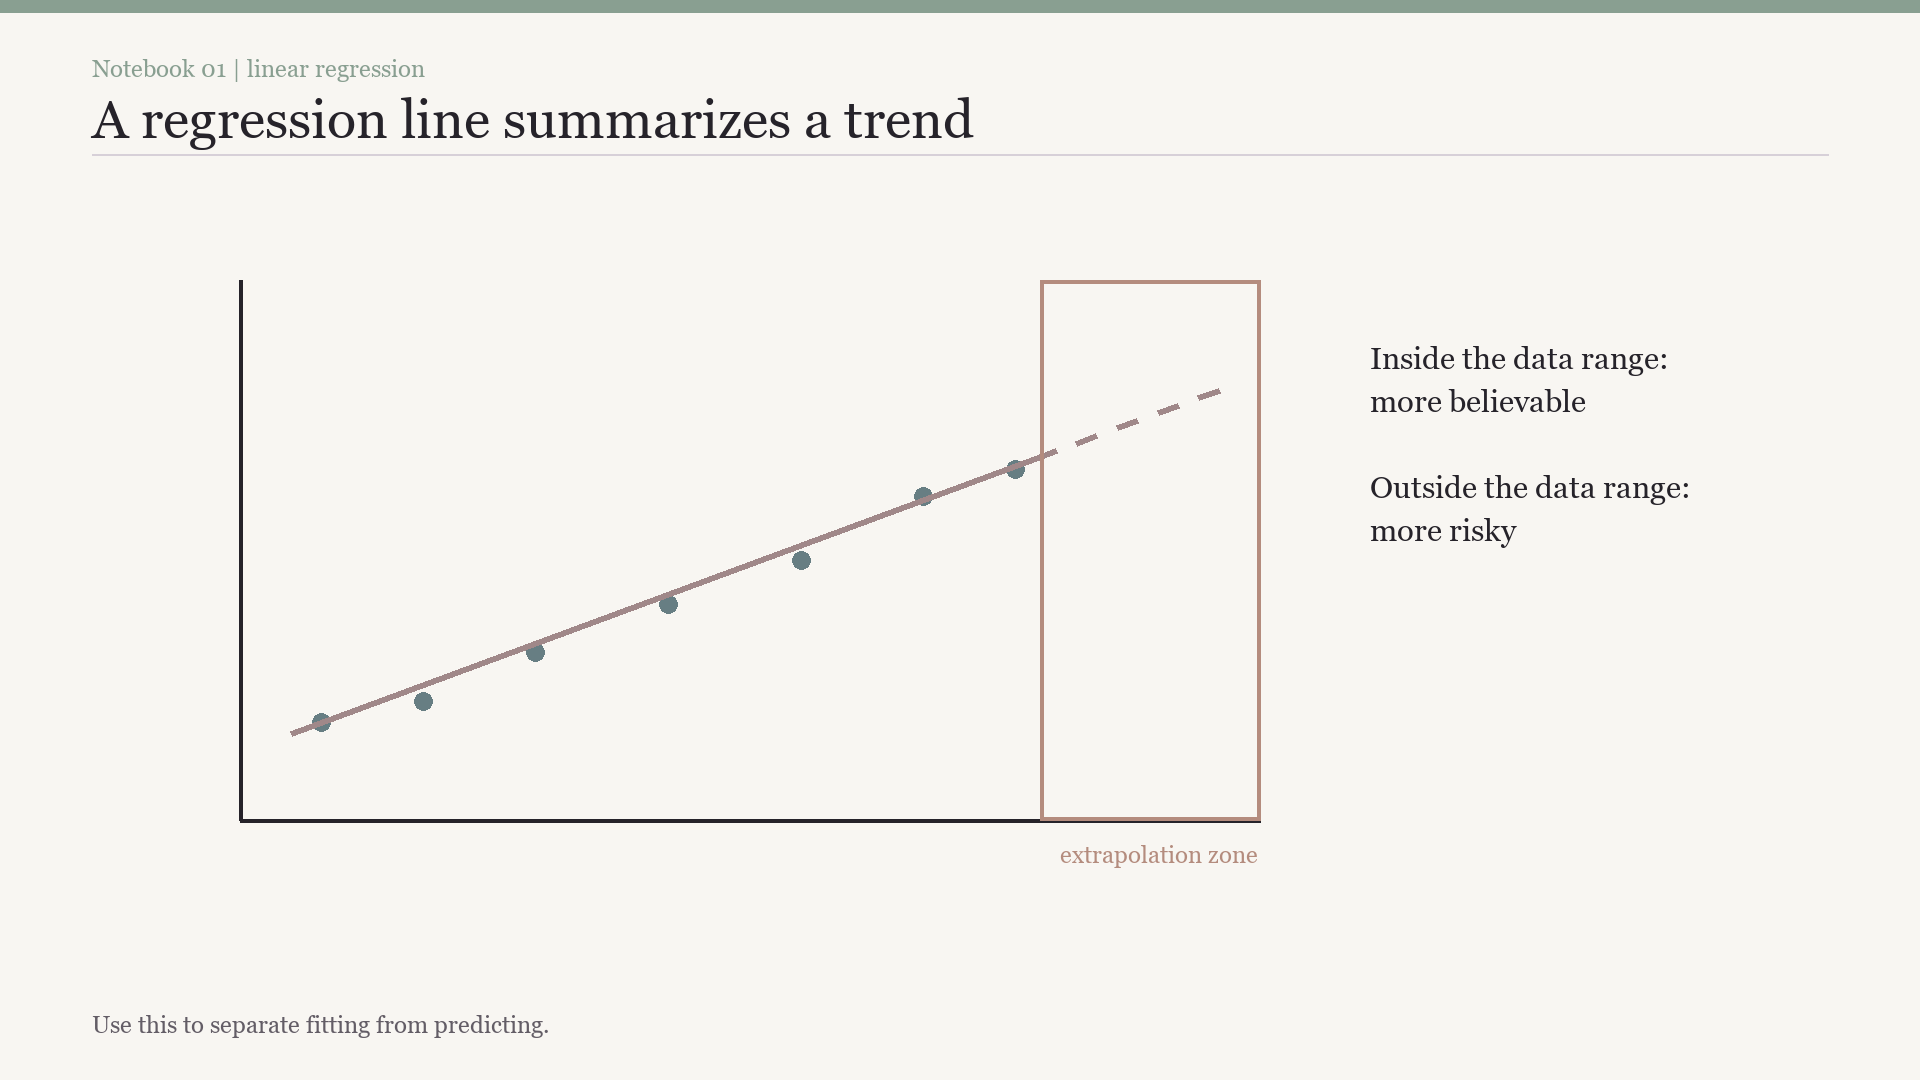 Notebook 01 | linear regression
A regression line summarizes a trend
Inside the data range:
more believable
Outside the data range:
more risky
extrapolation zone
Use this to separate fitting from predicting.